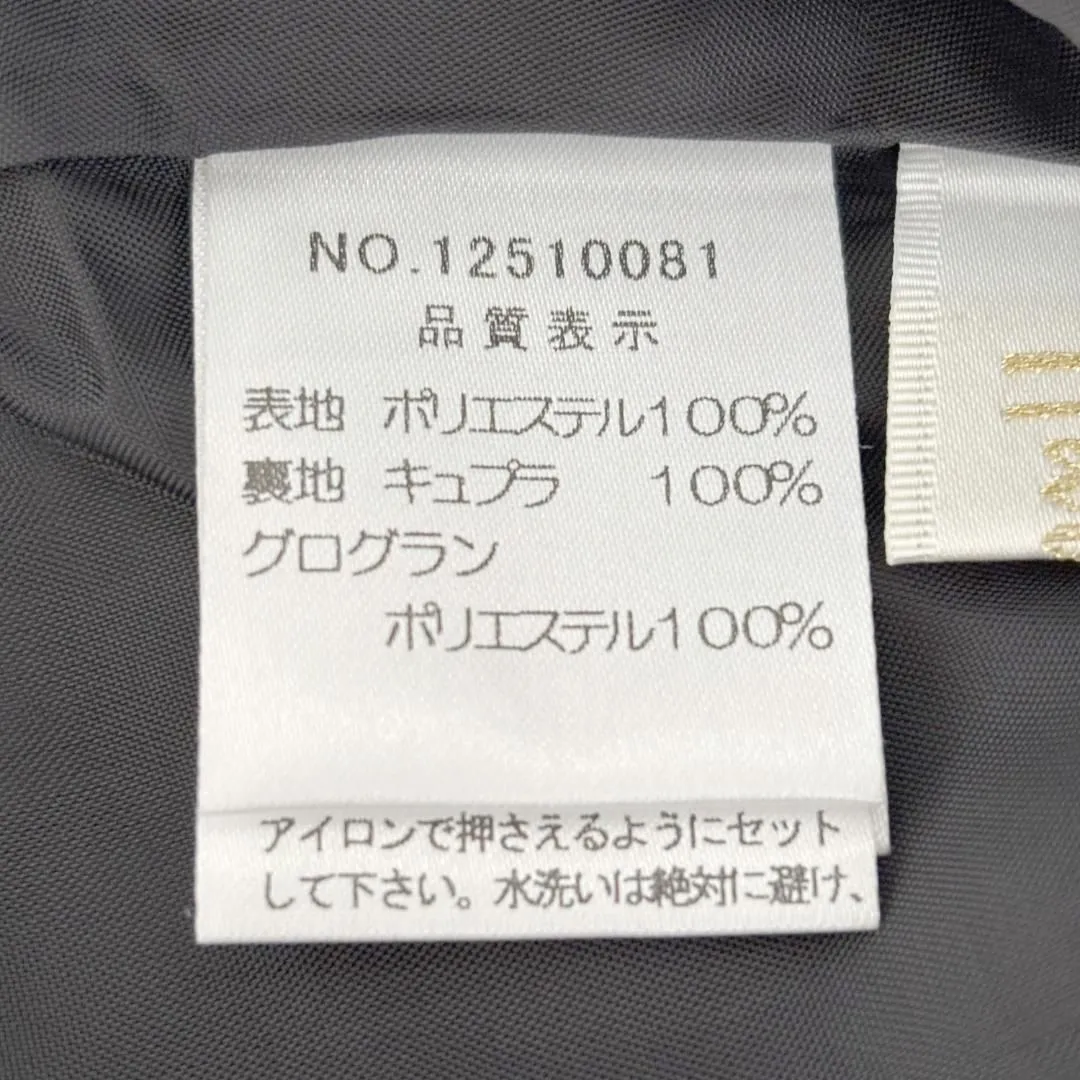 NO.12510081
品質表示
表地 ポリエステル100%
裏地 キュプラ 100%
グログラン
ポリエステル100%
アイロンで押さえるようにセット
して下さい。水洗いは絶対に避け、